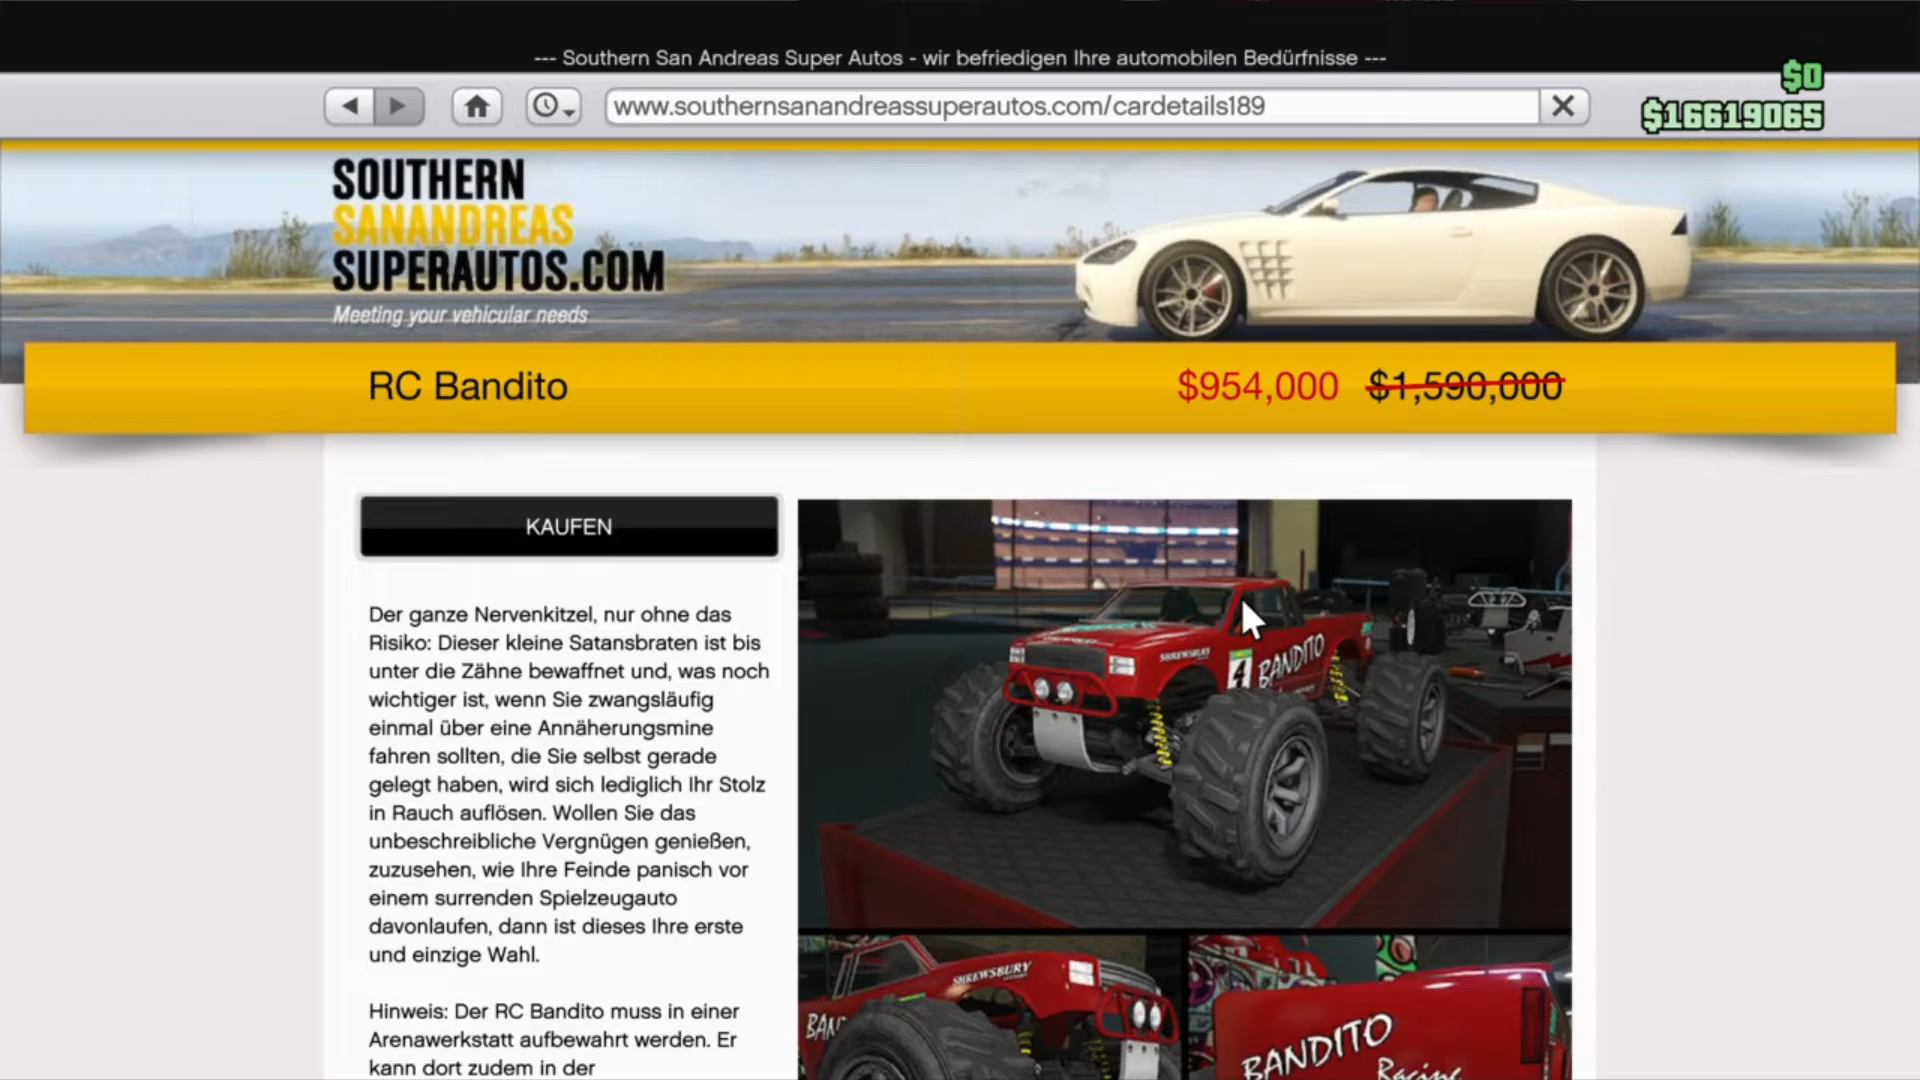 --- Southern San Andreas Super Autos - wir befriedigen Ihre automobilen Bedürfnisse ---
$0
www.southernsanandreassuperautos.com/cardetails189
$16619065
SOUTHERN
SANANDREAS
SUPERAUTOS.COM
Meeting your vehicular needs
RC Bandito
$954,000 $1,590,000
KAUFEN
Der ganze Nervenkitzel, nur ohne das
Risiko: Dieser kleine Satansbraten ist bis
unter die Zähne bewaffnet und, was noch
wichtiger ist, wenn Sie zwangsläufig
einmal über eine Annäherungsmine
fahren sollten, die Sie selbst gerade
gelegt haben, wird sich lediglich Ihr Stolz
in Rauch auflösen. Wollen Sie das
unbeschreibliche Vergnügen genießen,
zuzusehen, wie Ihre Feinde panisch vor
einem surrenden Spielzeugauto
davonlaufen, dann ist dieses Ihre erste
und einzige Wahl.
Hinweis: Der RC Bandito muss in einer
Arenawerkstatt aufbewahrt werden. Er
kann dort zudem in der
SHREWSBURY
4
BANDITO
SHREWSBURY
BAN
BANDITO
Racing